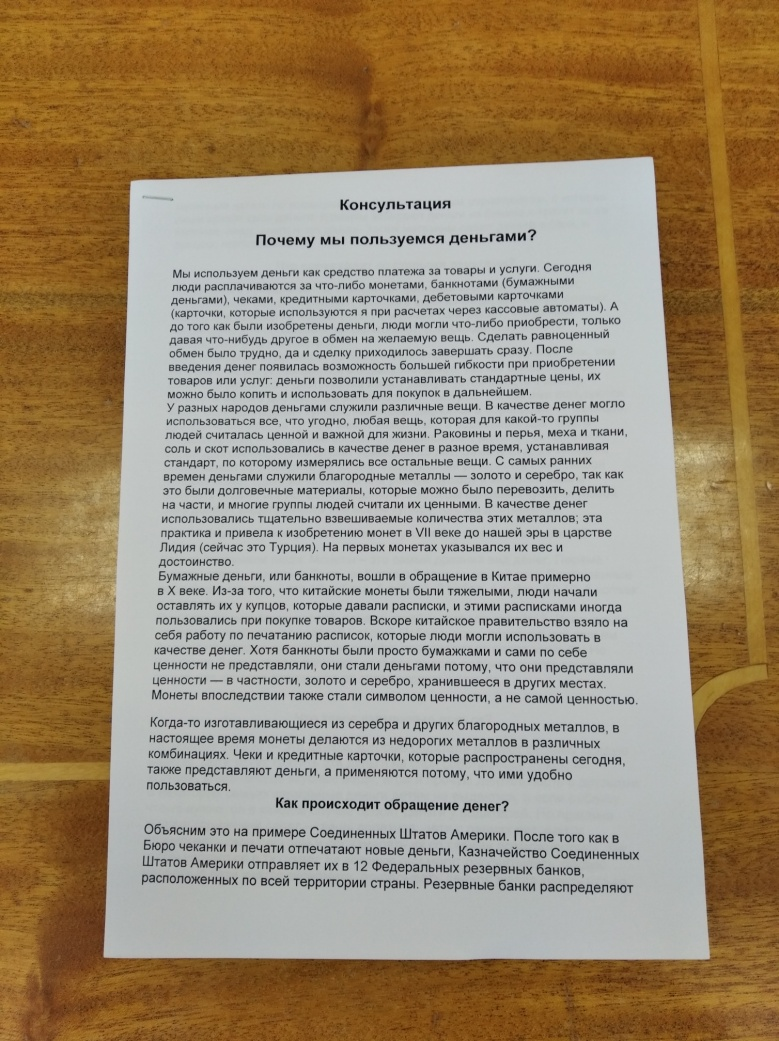 Консультация
Почему мы пользуемся деньгами?
Мы используем деньги как средство платежа за товары и услуги. Сегодня
люди расплачиваются за что-либо монетами, банкнотами (бумажными
деньгами), чеками, кредитными карточками, дебетовыми карточками
(карточки, которые используются я при расчетах через кассовые автоматы). А
до того как были изобретены деньги, люди могли что-либо приобрести, только
давая что-нибудь другое в обмен на желаемую вещь. Сделать равноценный
обмен было трудно, да и сделку приходилось завершать сразу. После
введения денег появилась возможность большей гибкости при приобретении
товаров или услуг: деньги позволили устанавливать стандартные цены, их
можно было копить и использовать для покупок в дальнейшем.
У разных народов деньгами служили различные вещи. В качестве денег могло
использоваться все, что угодно, любая вещь, которая для какой-то группы
людей считалась ценной и важной для жизни. Раковины и перья, меха и ткани,
соль и скот использовались в качестве денег в разное время, устанавливая
стандарт, по которому измерялись все остальные вещи. С самых ранних
времен деньгами служили благородные металлы — золото и серебро, так как
это были долговечные материалы, которые можно было перевозить, делить
на части, и многие группы людей считали их ценными. В качестве денег
использовались тщательно взвешиваемые количества этих металлов; эта
практика и привела к изобретению монет в VII веке до нашей эры в царстве
Лидия (сейчас это Турция). На первых монетах указывался их вес и
достоинство.
Бумажные деньги, или банкноты, вошли в обращение в Китае примерно
в X веке. Из-за того, что китайские монеты были тяжелыми, люди начали
оставлять их у купцов, которые давали расписки, и этими расписками иногда
пользовались при покупке товаров. Вскоре китайское правительство взяло на
себя работу по печатанию расписок, которые люди могли использовать в
качестве денег. Хотя банкноты были просто бумажками и сами по себе
ценности не представляли, они стали деньгами потому, что они представляли
ценности — в частности, золото и серебро, хранившееся в других местах.
Монеты впоследствии также стали символом ценности, а не самой ценностью.
Когда-то изготавливающиеся из серебра и других благородных металлов, в
настоящее время монеты делаются из недорогих металлов в различных
комбинациях. Чеки и кредитные карточки, которые распространены сегодня,
также представляют деньги, а применяются потому, что ими удобно
пользоваться.
Как происходит обращение денег?
Объясним это на примере Соединенных Штатов Америки. После того как в
Бюро чеканки и печати отпечатают новые деньги, Казначейство Соединенных
Штатов Америки отправляет их в 12 Федеральных резервных банков,
расположенных по всей территории страны. Резервные банки распределяют